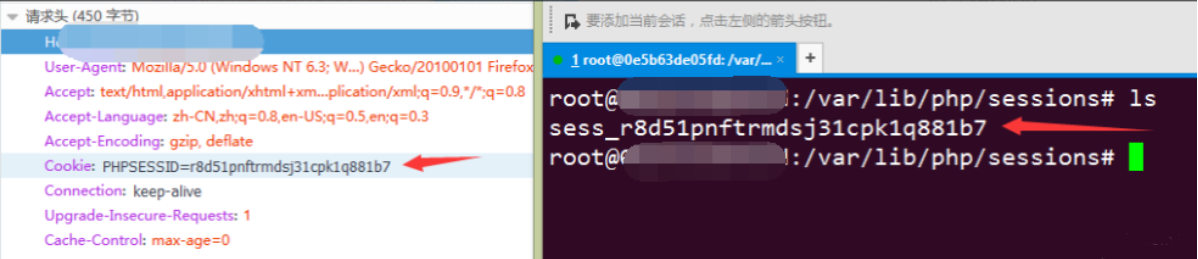 请求头 (450 字节)
User-Agent: Mozilla/5.0 (Windows NT 6.3; W...) Gecko/20100101 Firefox
Accept: text/html,application/xhtml+xm...plication/xml;q=0.9,*/*;q=0.8
Accept-Language: zh-CN,zh;q=0.8,en-US;q=0.5,en;q=0.3
Accept-Encoding: gzip, deflate
Cookie: PHPSESSID=r8d51pnftrmdsj31cpk1q881b7
Connection: keep-alive
Upgrade-Insecure-Requests: 1
Cache-Control: max-age=0
要添加当前会话，点击左侧的箭头按钮。
1 root@0e5b63de05fd: /var/... × +
root@ :/var/lib/php/sessions# ls
sess_r8d51pnftrmdsj31cpk1q881b7
root@ :/var/lib/php/sessions#